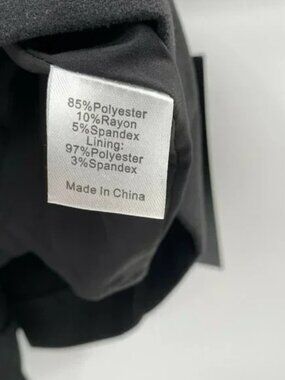 85%Polyester
10%Rayon
5%Spandex
Lining:
97%Polyester
3%Spandex
Made In China